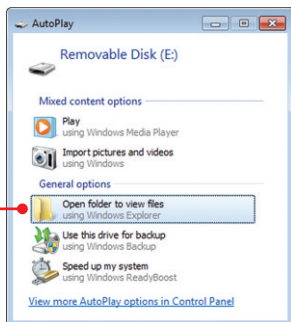 AutoPlay
Removable Disk (E:)
Mixed content options
Play
using Windows Media Player
Import pictures and videos
using Windows
General options
Open folder to view files
using Windows Explorer
Use this drive for backup
using Windows Backup
Speed up my system
using Windows ReadyBoost
View more AutoPlay options in Control Panel